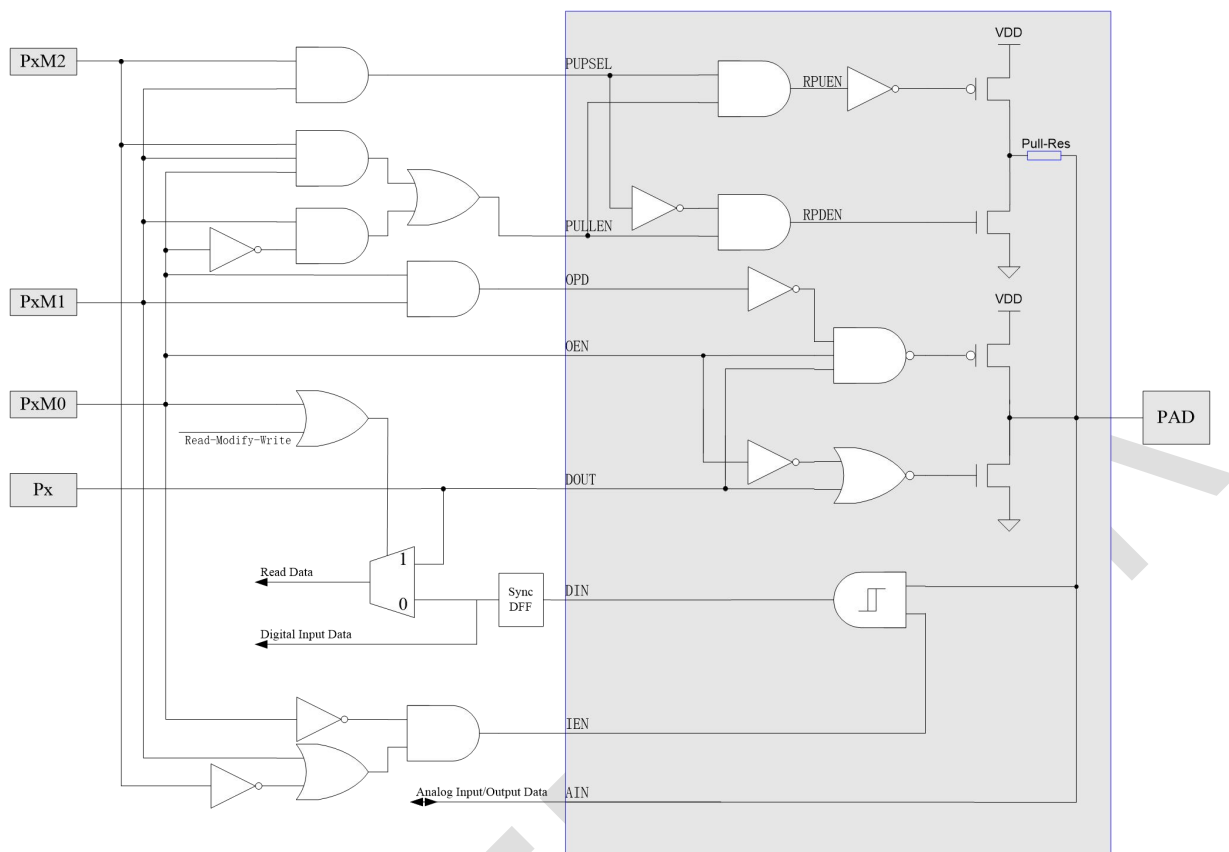 VDD
PxM2
PUPSEL
RPUEN
Pull-Res
PULLEN
RPDEN
OPD
VDD
PxM1
OEN
PxM0
Read-Modify-Write
PAD
Px
DOUT
1
Read Data
0
Sync
DFF
DIN
Digital Input Data
IEN
Analog Input/Output Data
AIN